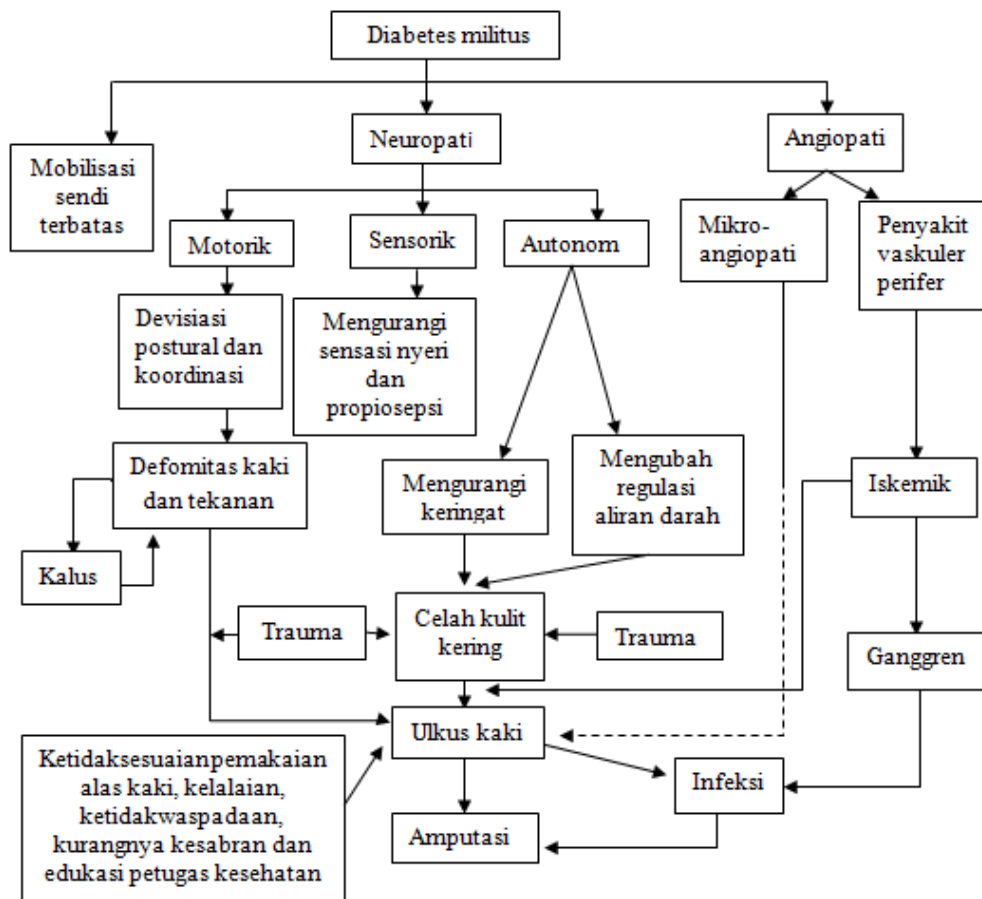 Diabetes militus
Neuropati
Angiopati
Mobilisasi
sendi
terbatas
Motorik
Sensorik
Autonom
Mikro-
angiopati
Penyakit
vaskuler
perifer
Devisiasi
postural dan
koordinasi
Mengurangi
sensasi nyeri
dan
propiosepsi
Defomitas kaki
dan tekanan
Mengurangi
keringat
Mengubah
regulasi
aliran darah
Iskemik
Kalus
Trauma
Celah kulit
kering
Trauma
Ganggren
Ulkus kaki
Ketidaksesuaianpemakaian
alas kaki, kelalaian,
ketidakwaspadaan,
kurangnya kesabran dan
edukasi petugas kesehatan
Infeksi
Amputasi